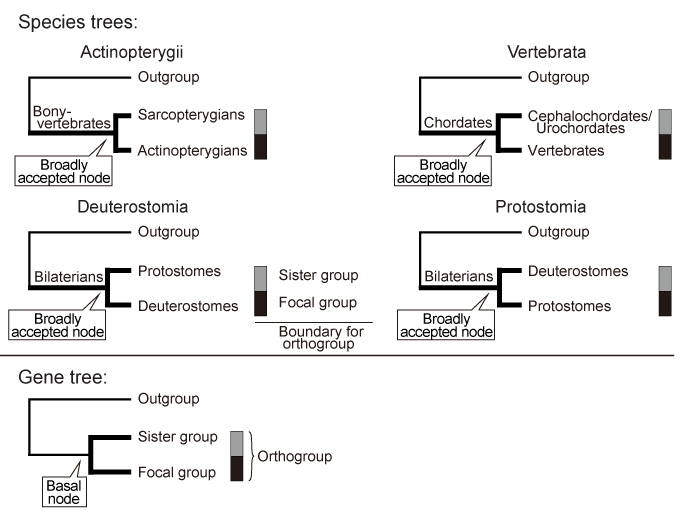 Species trees:
Actinopterygii
Outgroup
Bony-
vertebrates
Sarcopterygians
Actinopterygians
Broadly
accepted node
Vertebrata
Outgroup
Chordates
Cephalochordates/
Urochordates
Vertebrates
Broadly
accepted node
Deuterostomia
Outgroup
Bilaterians
Protostomes
Deuterostomes
Broadly
accepted node
Sister group
Focal group
Boundary for
orthogroup
Protostomia
Outgroup
Bilaterians
Deuterostomes
Protostomes
Broadly
accepted node
Gene tree:
Outgroup
Sister group
Focal group
Orthogroup
Basal
node